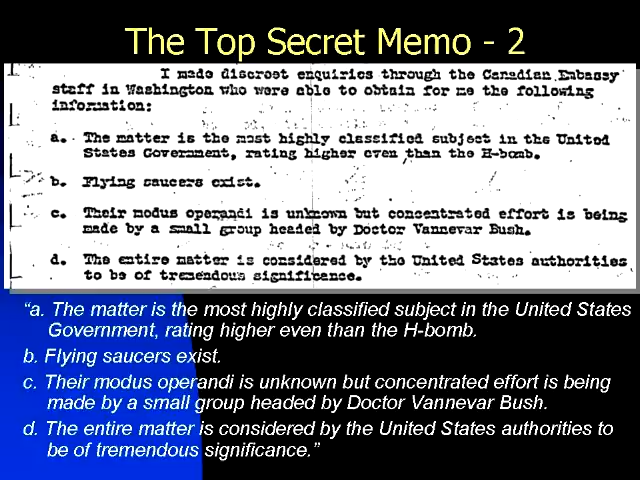 The Top Secret Memo - 2
I made discreet enquiries through the Canadian Embassy
staff in Washington who were able to obtain for me the following
information:
a. The matter is the most highly classified subject in the United
States Government, rating higher even than the H-bomb.
b. Flying saucers exist.
c. Their modus operandi is unknown but concentrated effort is being
made by a small group headed by Doctor Vannevar Bush.
d. The entire matter is considered by the United States authorities
to be of tremendous significance.
“a. The matter is the most highly classified subject in the United States
Government, rating higher even than the H-bomb.
b. Flying saucers exist.
c. Their modus operandi is unknown but concentrated effort is being
made by a small group headed by Doctor Vannevar Bush.
d. The entire matter is considered by the United States authorities to
be of tremendous significance.”